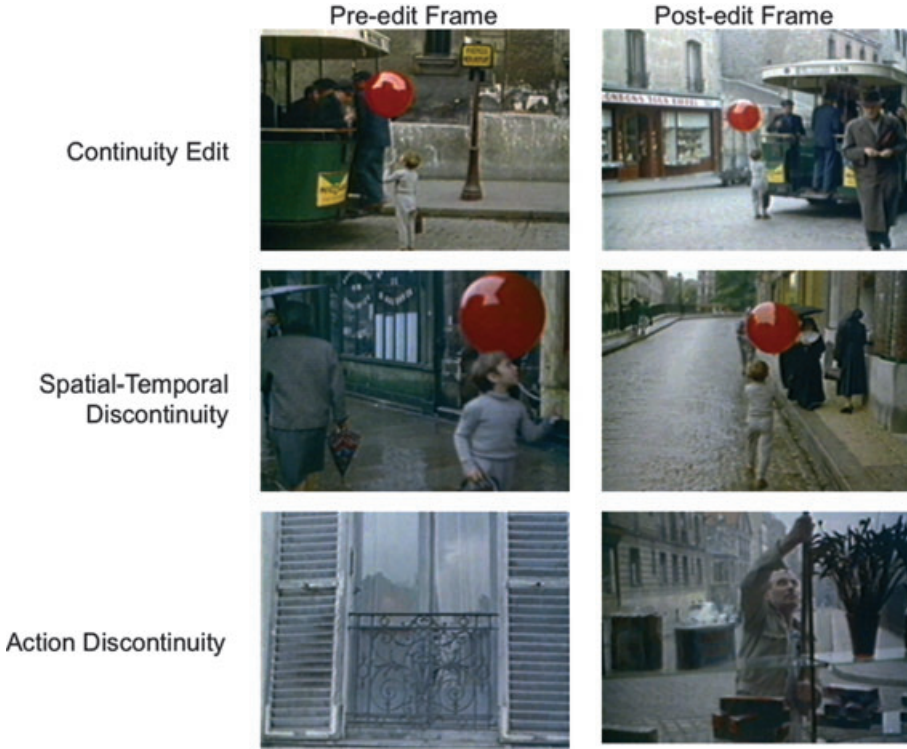 Pre-edit Frame
Post-edit Frame
Continuity Edit
Spatial-Temporal
Discontinuity
Action Discontinuity